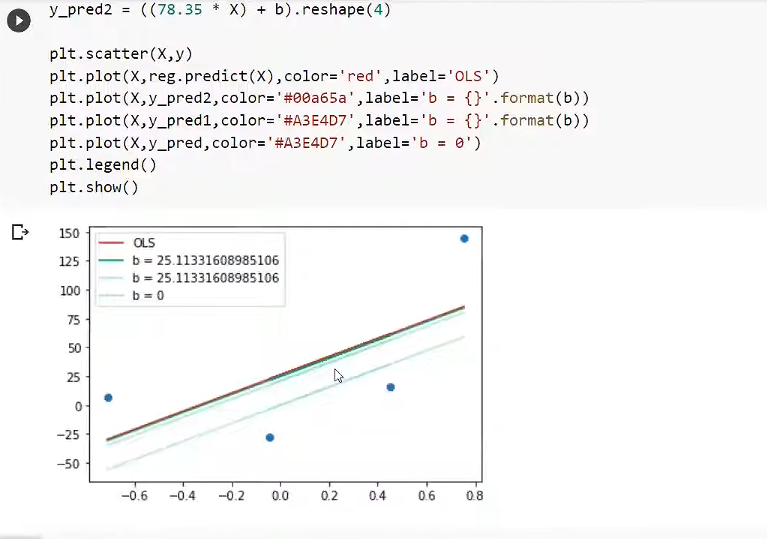 y_pred2 = ((78.35 * X) + b).reshape(4)
plt.scatter(X,y)
plt.plot(X,reg.predict(X),color='red',label='OLS')
plt.plot(X,y_pred2,color='#00a65a',label='b = {}'.format(b))
plt.plot(X,y_pred1,color='#A3E4D7',label='b = {}'.format(b))
plt.plot(X,y_pred,color='#A3E4D7',label='b = 0')
plt.legend()
plt.show()
150
125
100
75
50
25
0
−25
−50
OLS
b = 25.11331608985106
b = 25.11331608985106
b = 0
−0.6 −0.4 −0.2 0.0 0.2 0.4 0.6 0.8